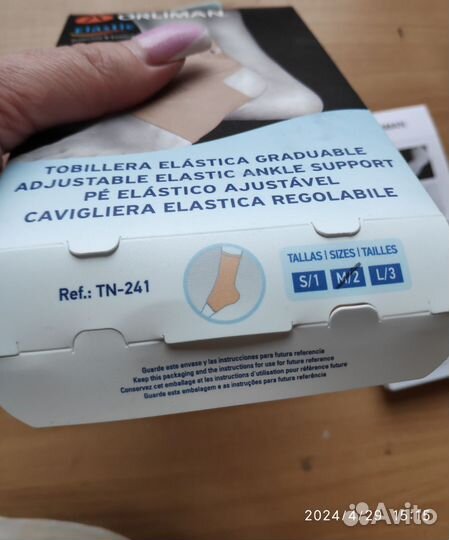 ORLIMAN
Elastic
TOBILLERA ELÁSTICA GRADUABLE
ADJUSTABLE ELASTIC ANKLE SUPPORT
PÉ ELÁSTICO AJUSTÁVEL
CAVIGLIERA ELASTICA REGOLABILE
TALLAS | SIZES | TAILLES
S/1 M/2 L/3
Ref.: TN-241
Guarde este envase y las instrucciones para futura referencia
Keep this packaging and the instructions for use for future reference
Conservez cet emballage et les instructions d'utilisation pour référence future
Guarde esta embalagem e as instruções para futura referência
2024/4/29 15:15
Avito